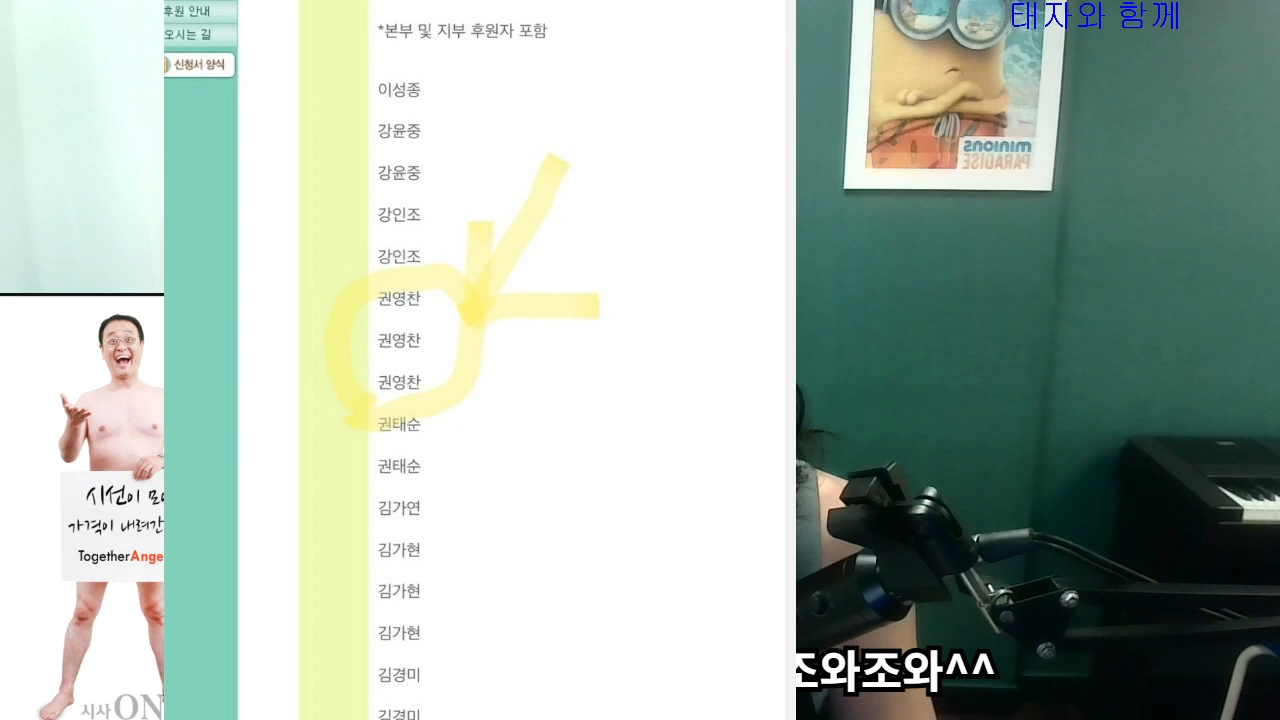 후원 안내
오시는 길
신청서 양식
*본부 및 지부 후원자 포함
이성종
강윤중
강윤중
강인조
강인조
권영찬
권영찬
권영찬
권태순
권태순
김가연
김가현
김가현
김가현
김경미
김경미
시선이
가격이 내려간
TogetherAnge
시사ON
태자와 함께
minions
PARADISE
조와조와^^